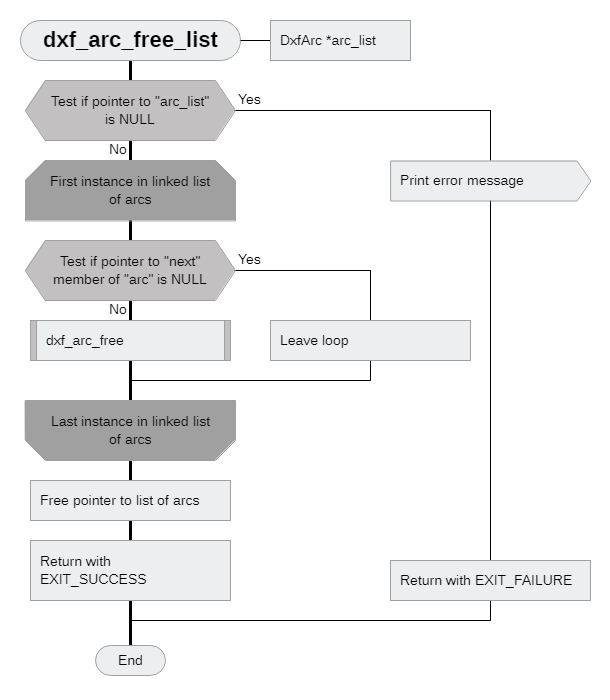 dxf_arc_free_list
DxfArc *arc_list
Test if pointer to "arc_list"
is NULL
Yes
No
First instance in linked list
of arcs
Print error message
Test if pointer to "next"
member of "arc" is NULL
Yes
No
dxf_arc_free
Leave loop
Last instance in linked list
of arcs
Free pointer to list of arcs
Return with
EXIT_SUCCESS
Return with EXIT_FAILURE
End